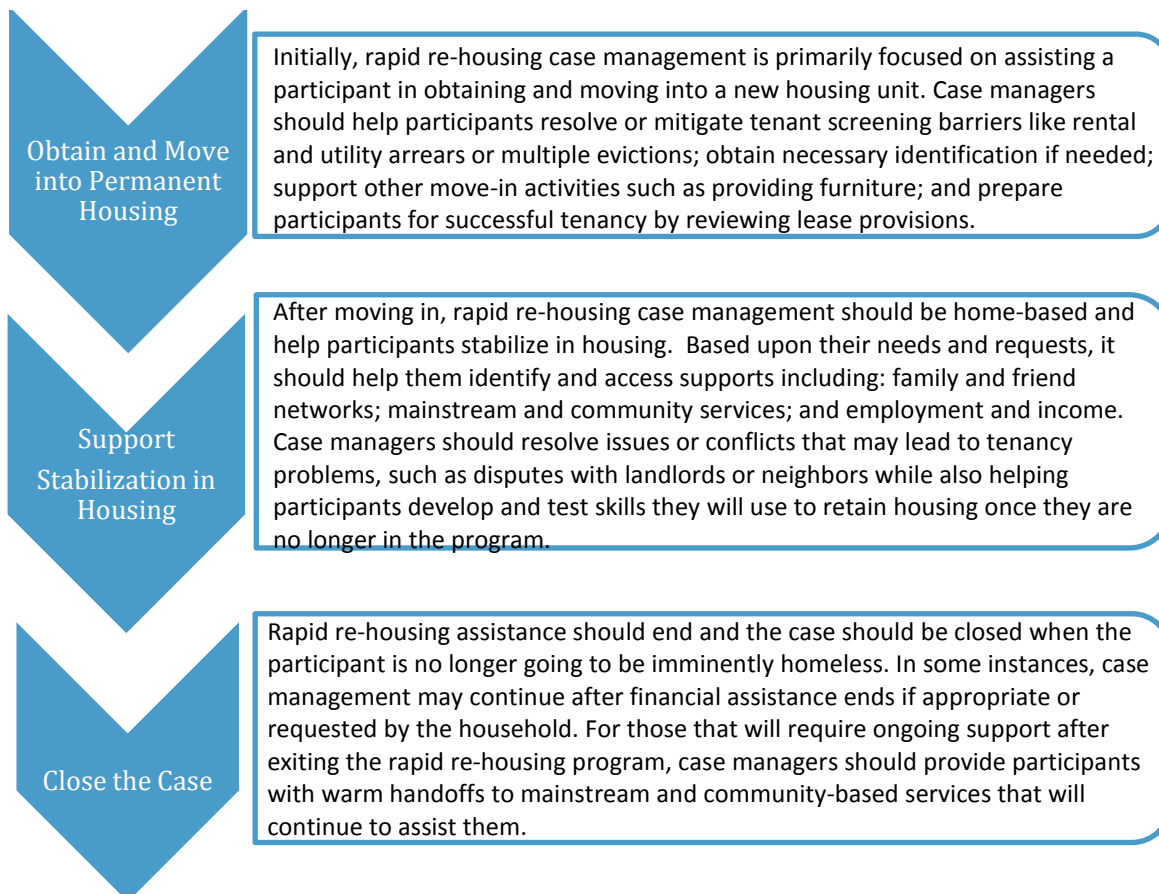 Obtain and Move
into Permanent
Housing
Initially, rapid re-housing case management is primarily focused on assisting a
participant in obtaining and moving into a new housing unit. Case managers
should help participants resolve or mitigate tenant screening barriers like rental
and utility arrears or multiple evictions; obtain necessary identification if needed;
support other move-in activities such as providing furniture; and prepare
participants for successful tenancy by reviewing lease provisions.
Support
Stabilization in
Housing
After moving in, rapid re-housing case management should be home-based and
help participants stabilize in housing.  Based upon their needs and requests, it
should help them identify and access supports including: family and friend
networks; mainstream and community services; and employment and income.
Case managers should resolve issues or conflicts that may lead to tenancy
problems, such as disputes with landlords or neighbors while also helping
participants develop and test skills they will use to retain housing once they are
no longer in the program.
Close the Case
Rapid re-housing assistance should end and the case should be closed when the
participant is no longer going to be imminently homeless. In some instances, case
management may continue after financial assistance ends if appropriate or
requested by the household. For those that will require ongoing support after
exiting the rapid re-housing program, case managers should provide participants
with warm handoffs to mainstream and community-based services that will
continue to assist them.